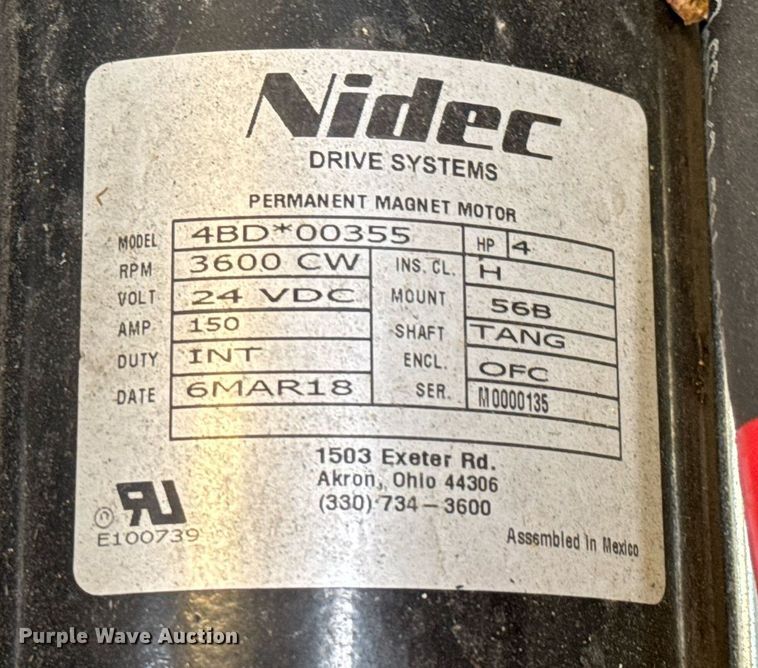 Nidec
DRIVE SYSTEMS
PERMANENT MAGNET MOTOR
MODEL 4BD*00355 HP 4
RPM 3600 CW INS. CL. H
VOLT 24 VDC MOUNT 56B
AMP 150 SHAFT TANG
DUTY INT ENCL. OFC
DATE 6MAR18 SER. M0000135
1503 Exeter Rd.
Akron, Ohio 44306
(330) 734-3600
RU
E100739
Asssmbled in Mexico
Purple Wave Auction